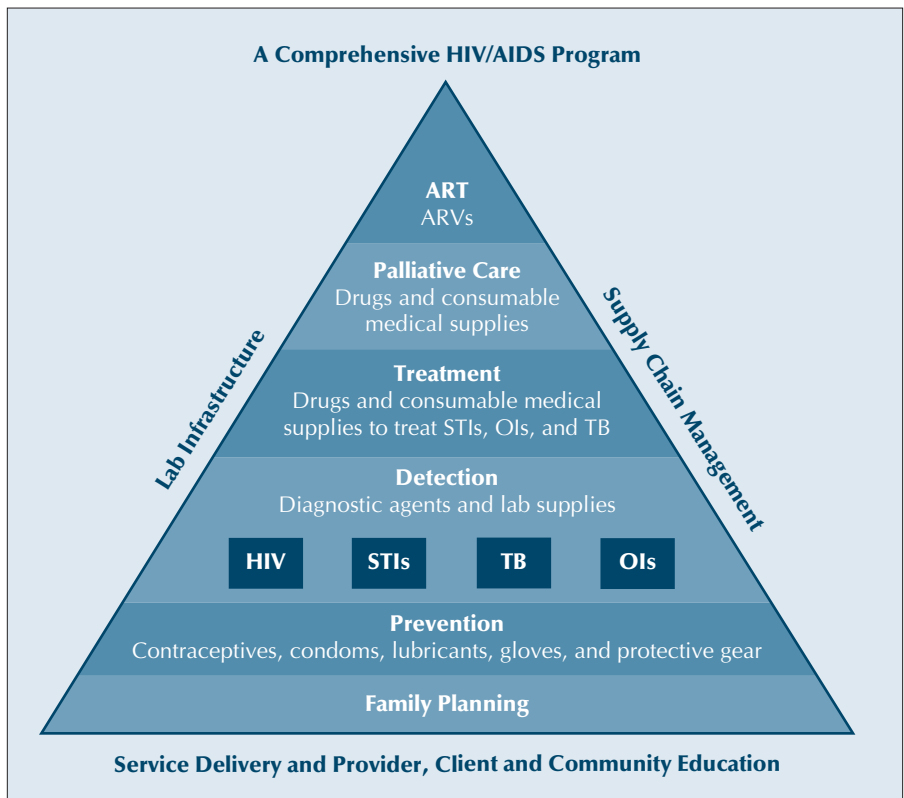 A Comprehensive HIV/AIDS Program
ART
ARVs
Palliative Care
Drugs and consumable
medical supplies
Lab Infrastructure
Supply Chain Management
Treatment
Drugs and consumable medical
supplies to treat STIs, OIs, and TB
Detection
Diagnostic agents and lab supplies
HIV STIs TB OIs
Prevention
Contraceptives, condoms, lubricants, gloves, and protective gear
Family Planning
Service Delivery and Provider, Client and Community Education